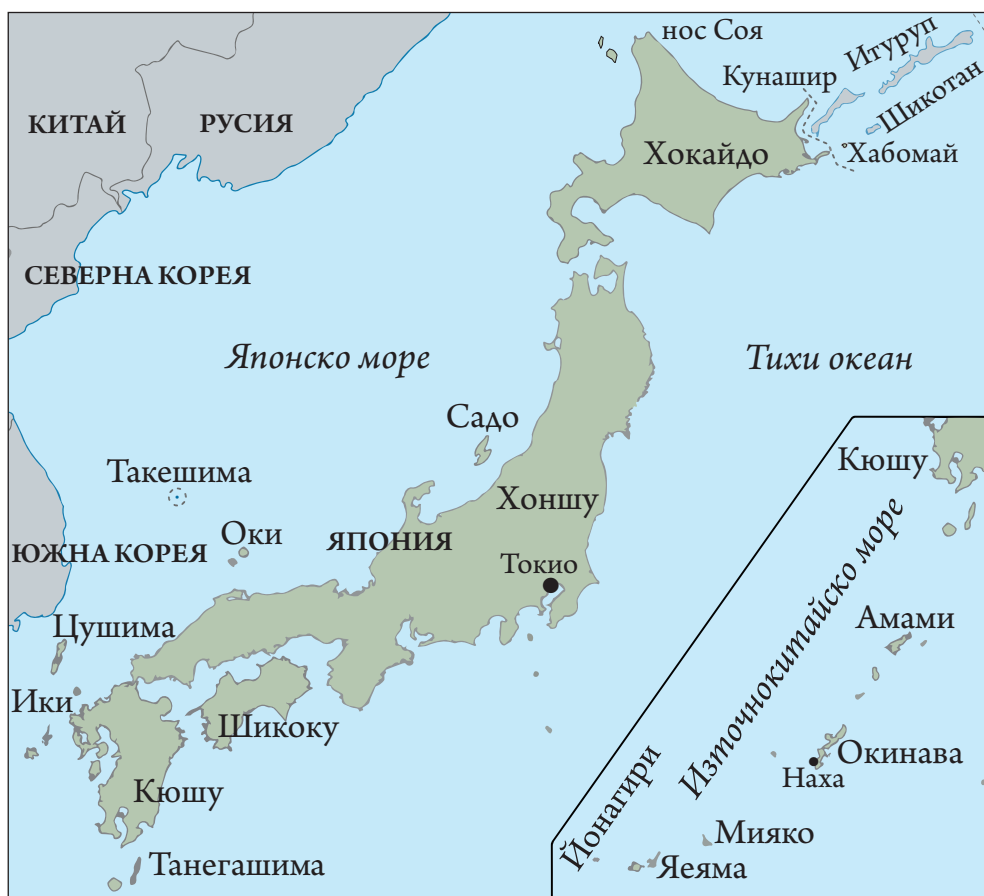 нос Соя
Итуруп
Кунашир
Шикотан
КИТАЙ
РУСИЯ
Хокайдо
Хабомай
СЕВЕРНА КОРЕЯ
Японско море
Тихи океан
Садо
Такешима
Кюшу
Хоншу
Оки
ЯПОНИЯ
ЮЖНА КОРЕЯ
Токио
Източнокитайско море
Цушима
Амами
Ики
Шикоку
Окинава
Наха
Йонагири
Кюшу
Мияко
Танегашима
Яеяма